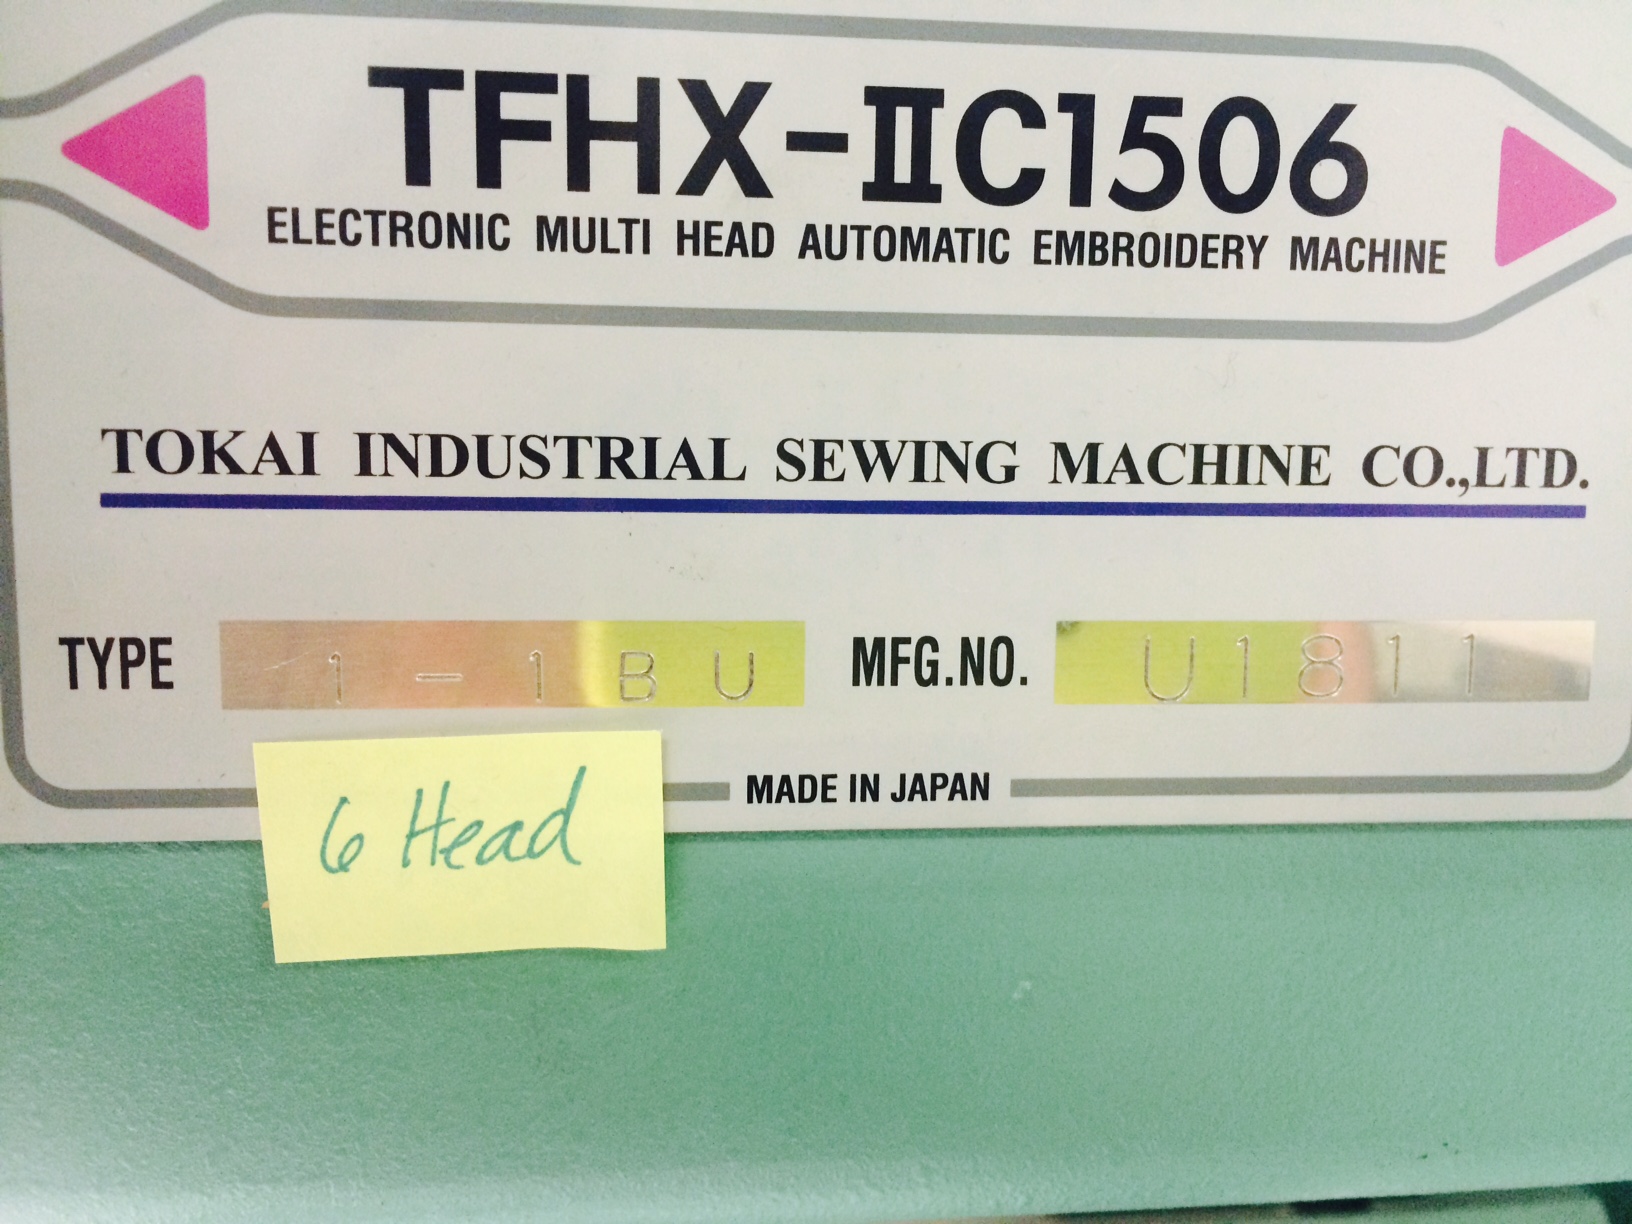 TFHX-IIC1506
ELECTRONIC MULTI HEAD AUTOMATIC EMBROIDERY MACHINE
TOKAI INDUSTRIAL SEWING MACHINE CO.,LTD.
TYPE 1-1BU MFG.NO. U1811
MADE IN JAPAN
6 Head